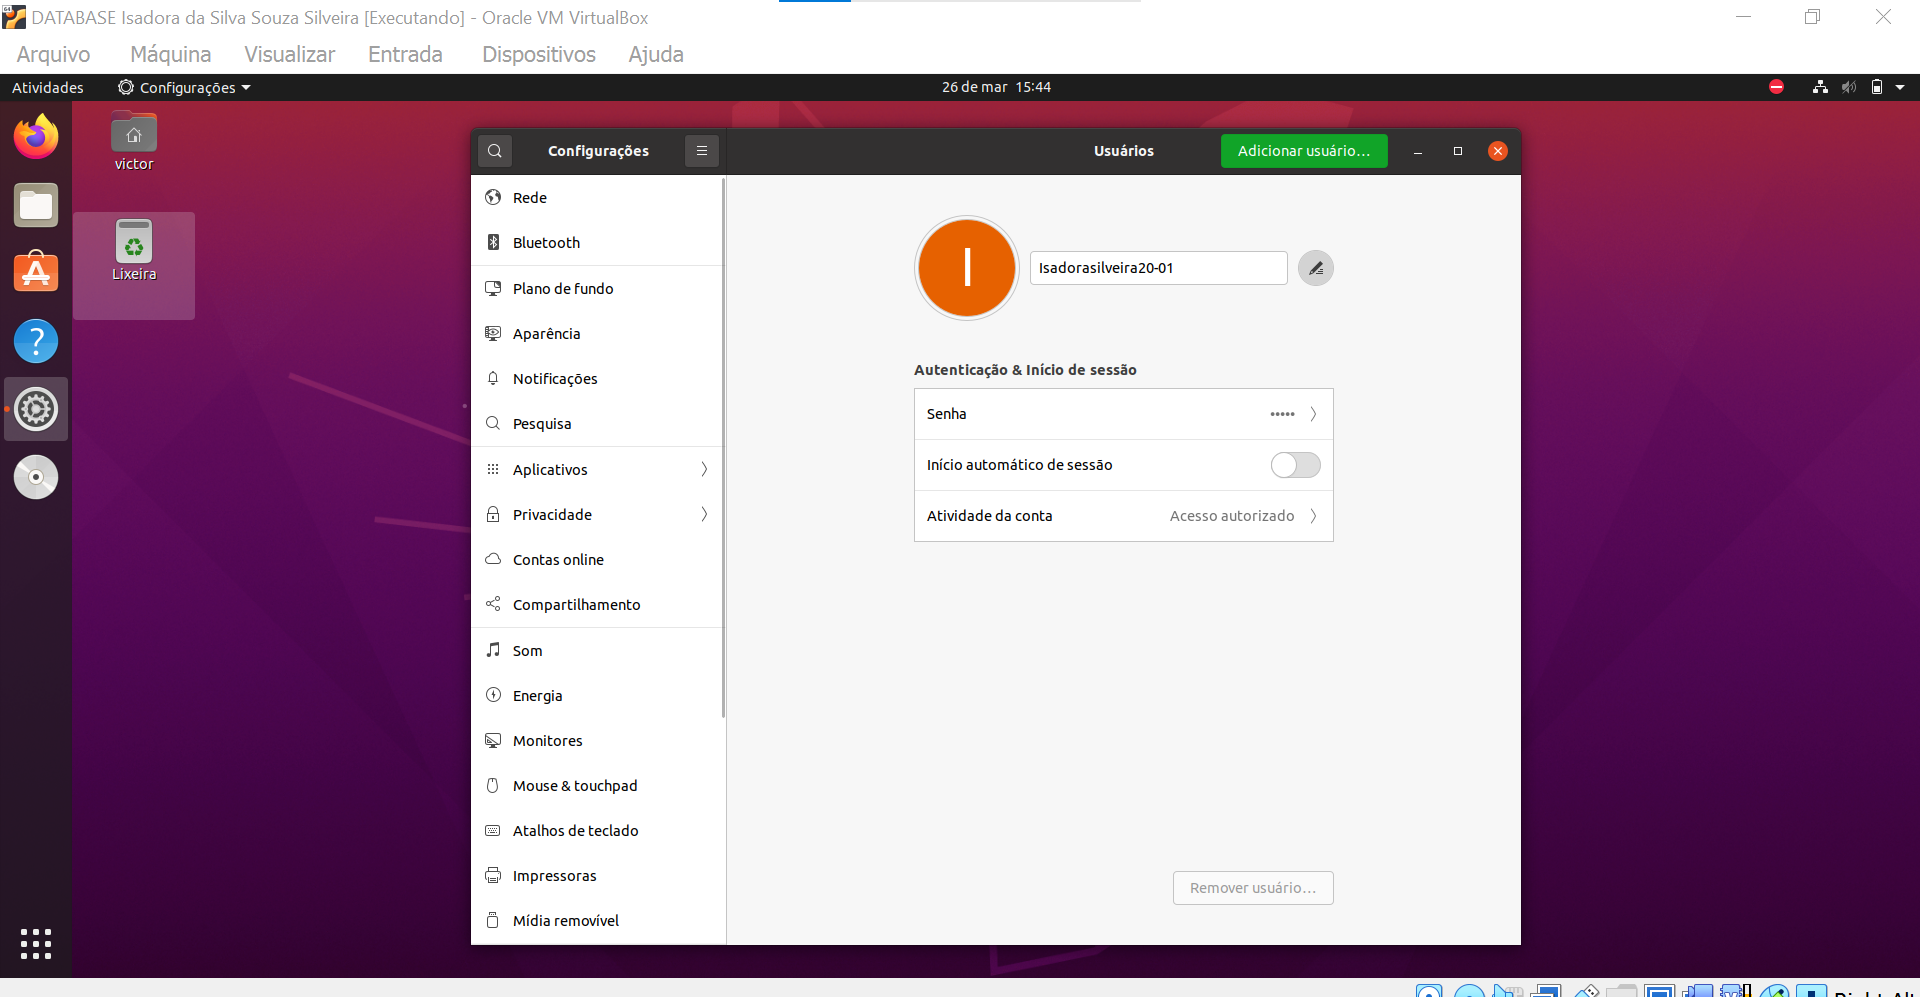 DATABASE Isadora da Silva Souza Silveira [Executando] - Oracle VM VirtualBox
Arquivo Máquina Visualizar Entrada Dispositivos Ajuda
Atividades Configurações 26 de mar 15:44
victor
Lixeira
Configurações
Usuários
Adicionar usuário...
Rede
Bluetooth
Plano de fundo
Aparência
Notificações
Pesquisa
Aplicativos
Privacidade
Contas online
Compartilhamento
Som
Energia
Monitores
Mouse & touchpad
Atalhos de teclado
Impressoras
Mídia removível
I
Isadorasilveira20-01
Autenticação & Início de sessão
Senha •••••
Início automático de sessão
Atividade da conta Acesso autorizado
Remover usuário...